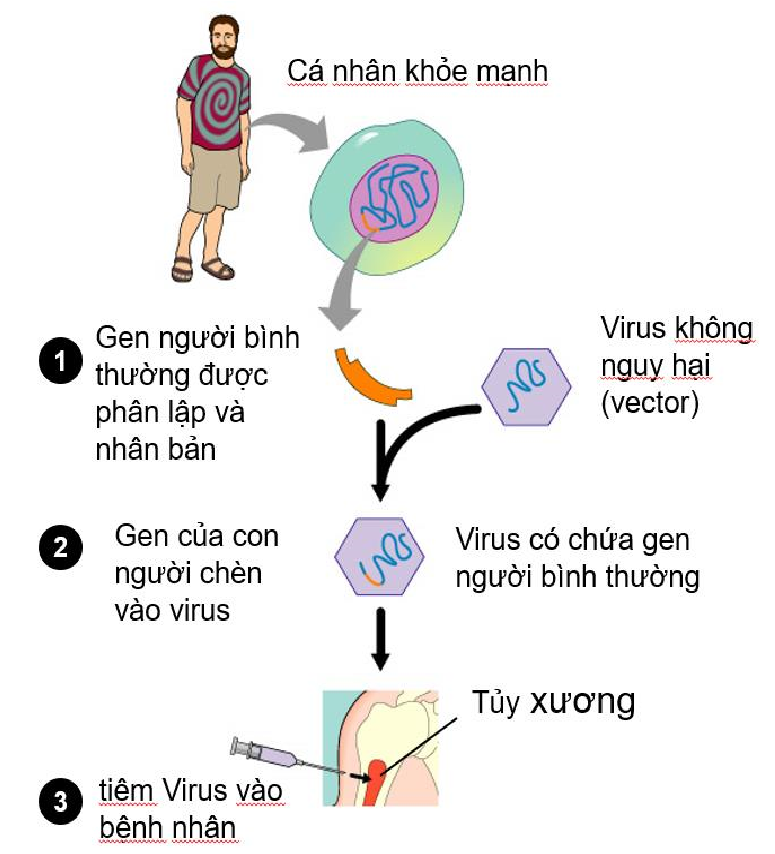 Cá nhân khỏe mạnh
1
Gen người bình
thường được
phân lập và
nhân bản
Virus không
nguy hại
(vector)
2
Gen của con
người chèn
vào virus
Virus có chứa gen
người bình thường
Tủy xương
3
tiêm Virus vào
bệnh nhân